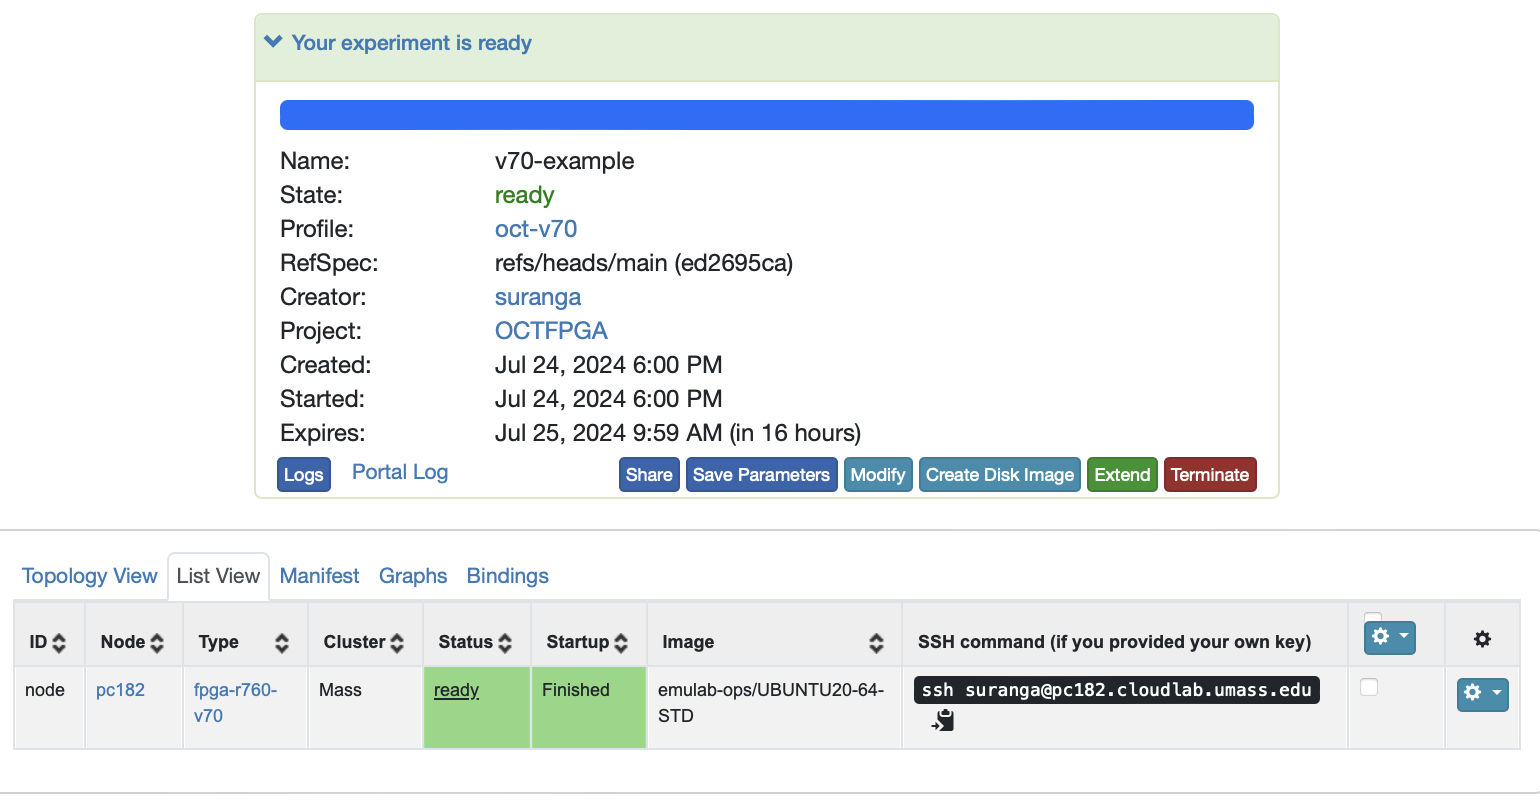 Your experiment is ready
Name: v70-example
State: ready
Profile: oct-v70
RefSpec: refs/heads/main (ed2695ca)
Creator: suranga
Project: OCTFPGA
Created: Jul 24, 2024 6:00 PM
Started: Jul 24, 2024 6:00 PM
Expires: Jul 25, 2024 9:59 AM (in 16 hours)
Logs Portal Log Share Save Parameters Modify Create Disk Image Extend Terminate
Topology View List View Manifest Graphs Bindings
ID Node Type Cluster Status Startup Image SSH command (if you provided your own key)
node pc182 fpga-r760- Mass ready Finished emulab-ops/UBUNTU20-64- ssh suranga@pc182.cloudlab.umass.edu
v70 STD